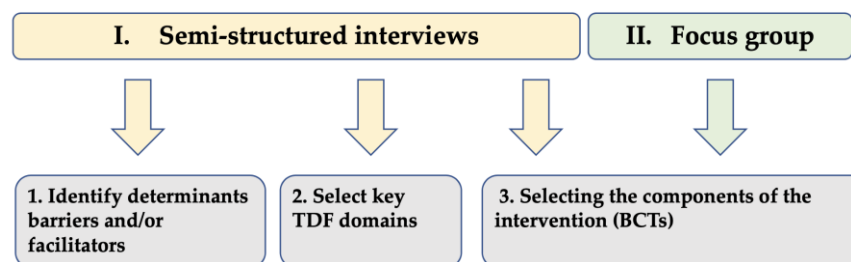 I. Semi-structured interviews
II. Focus group
1. Identify determinants
barriers and/or
facilitators
2. Select key
TDF domains
3. Selecting the components of the
intervention (BCTs)